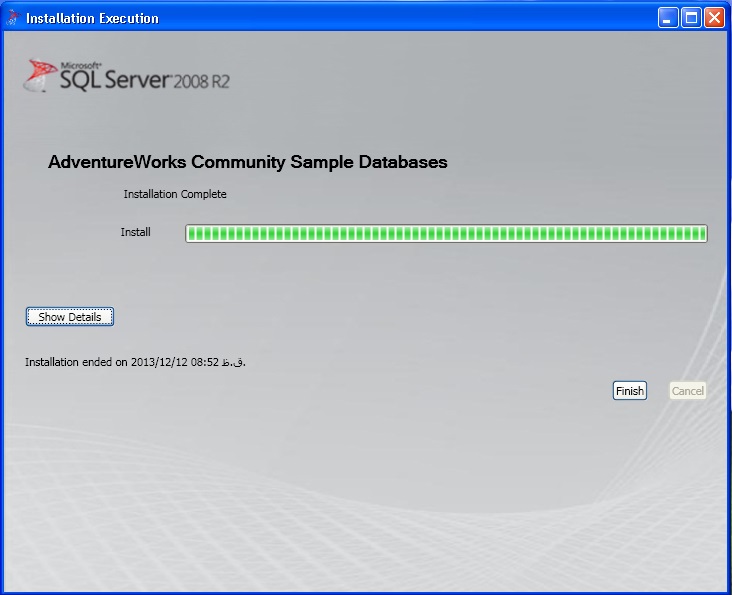 Installation Execution
Microsoft®
SQL Server® 2008 R2
AdventureWorks Community Sample Databases
Installation Complete
Install
Show Details
Installation ended on 2013/12/12 08:52 ق.ظ.
Finish
Cancel